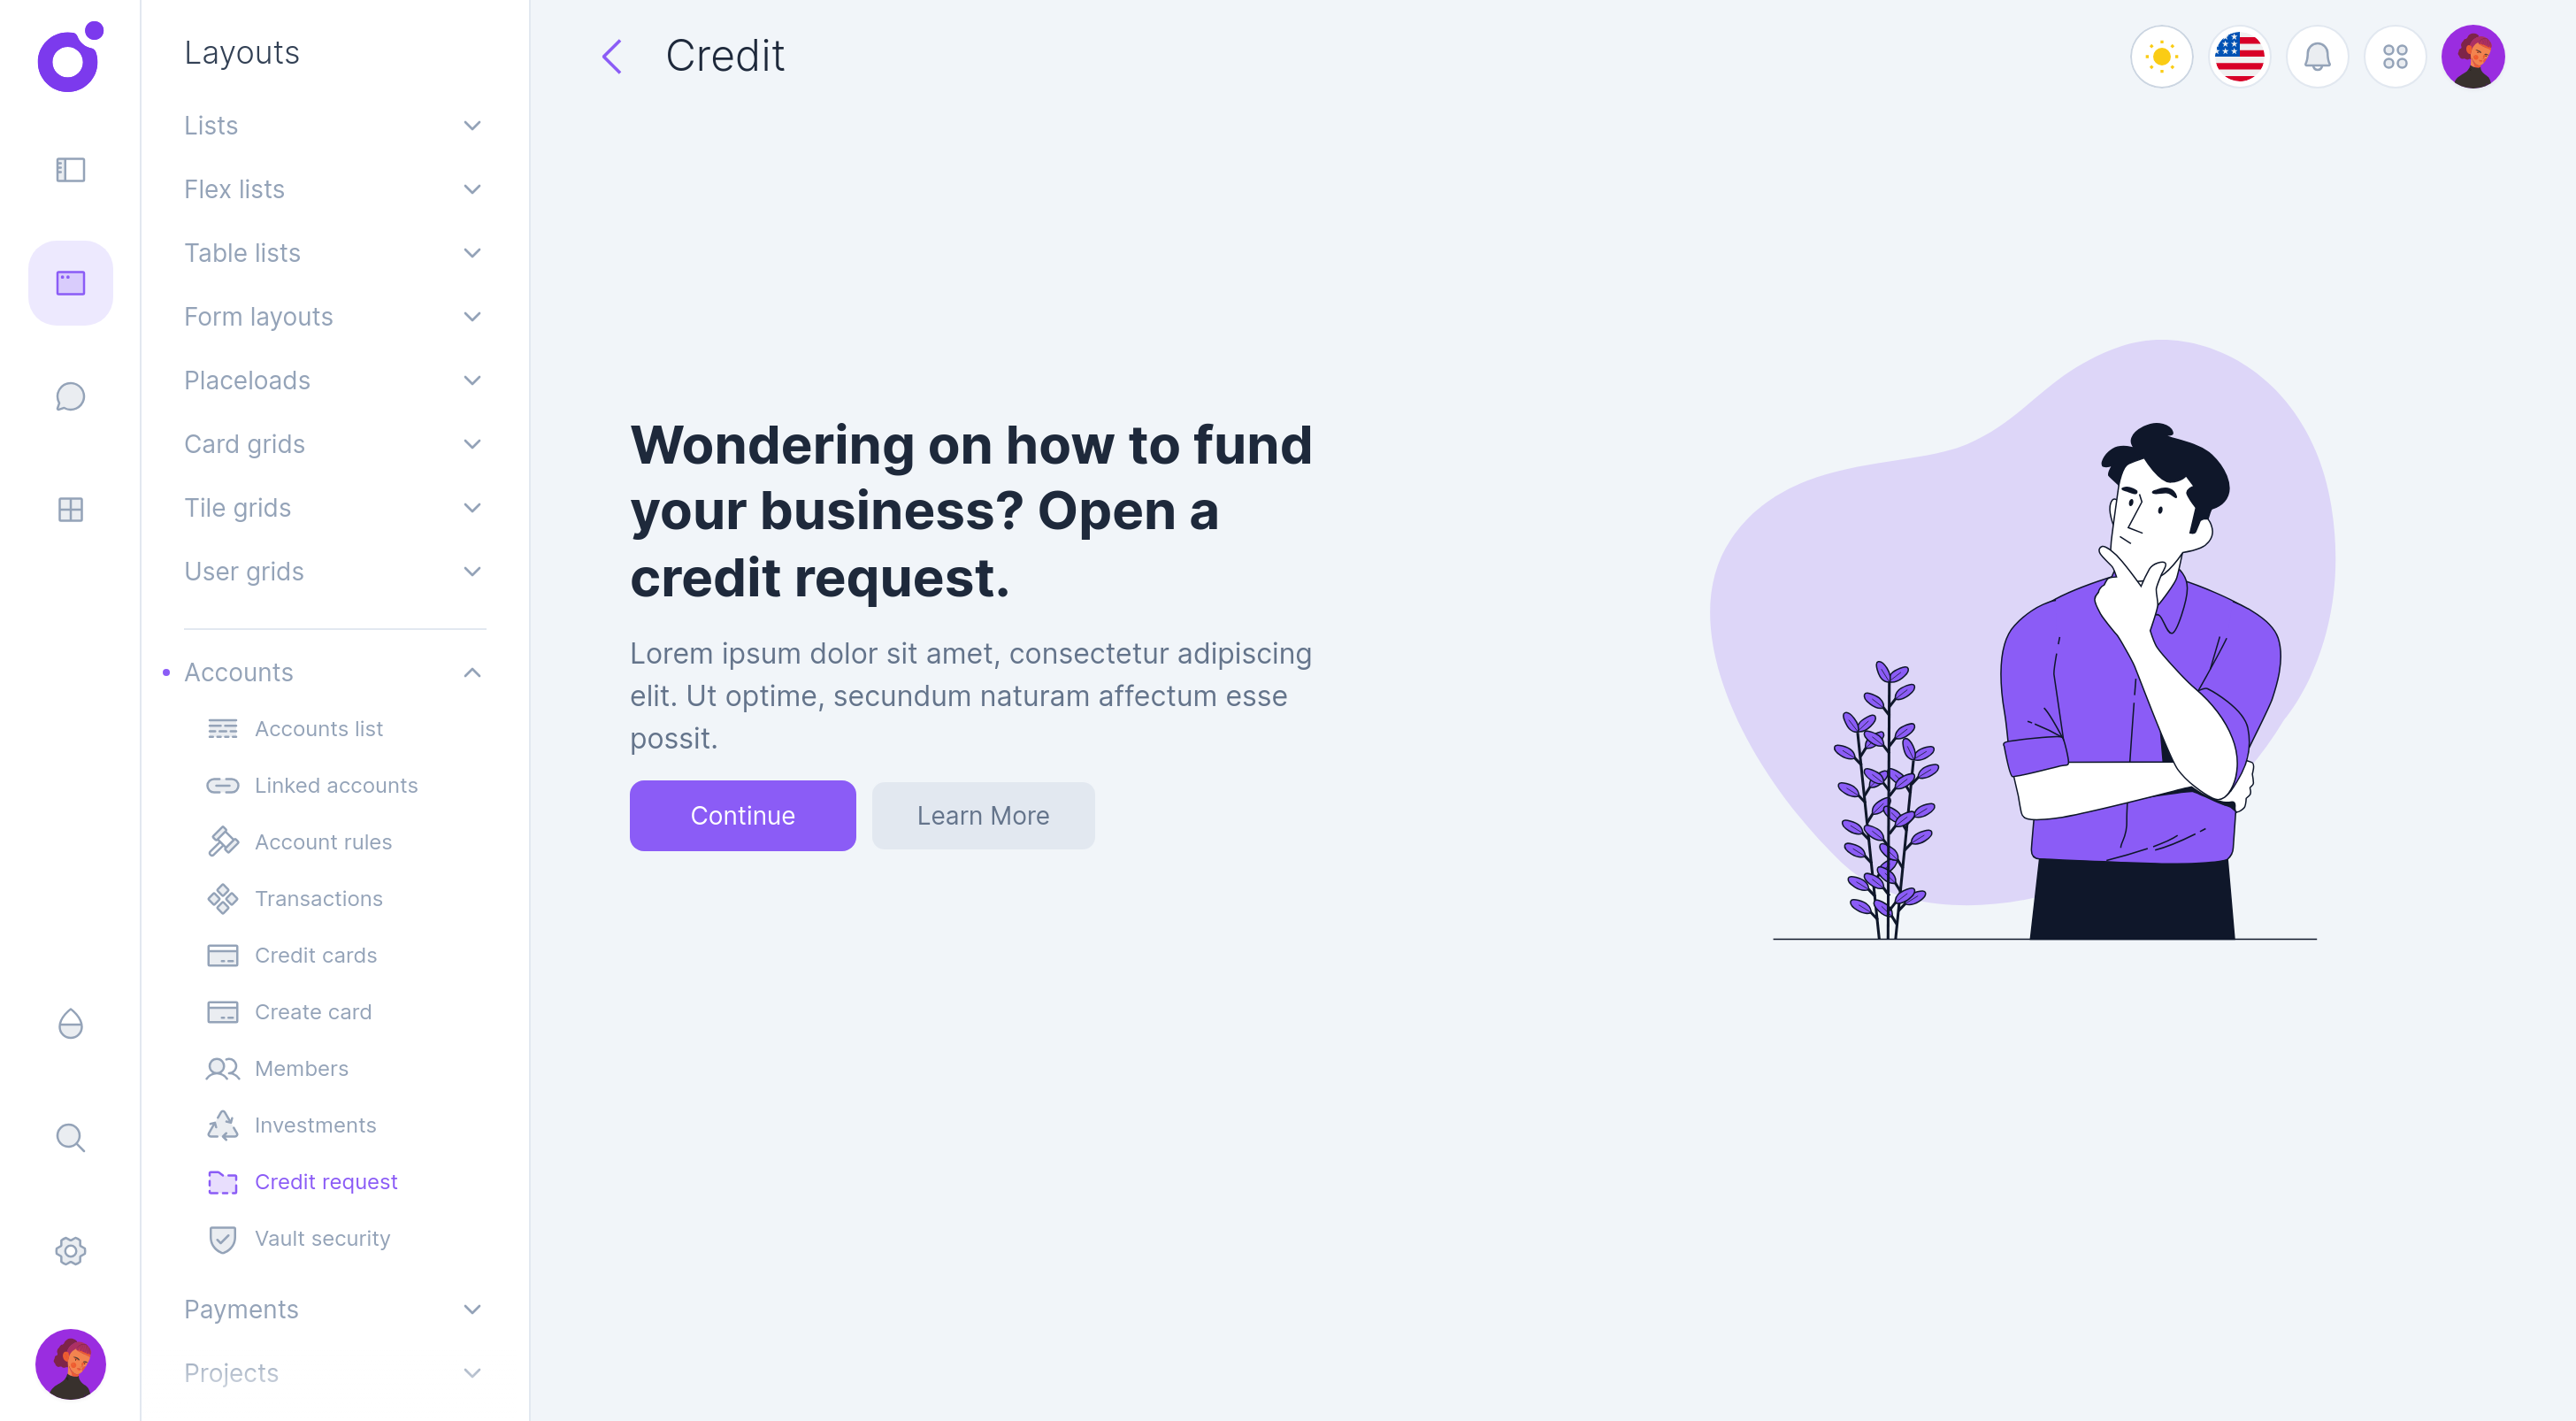 Layouts
Lists
Flex lists
Table lists
Form layouts
Placeloads
Card grids
Tile grids
User grids
Accounts
Accounts list
Linked accounts
Account rules
Transactions
Credit cards
Create card
Members
Investments
Credit request
Vault security
Payments
Projects
Credit
Wondering on how to fund
your business? Open a
credit request.
Lorem ipsum dolor sit amet, consectetur adipiscing
elit. Ut optime, secundum naturam affectum esse
possit.
Continue
Learn More